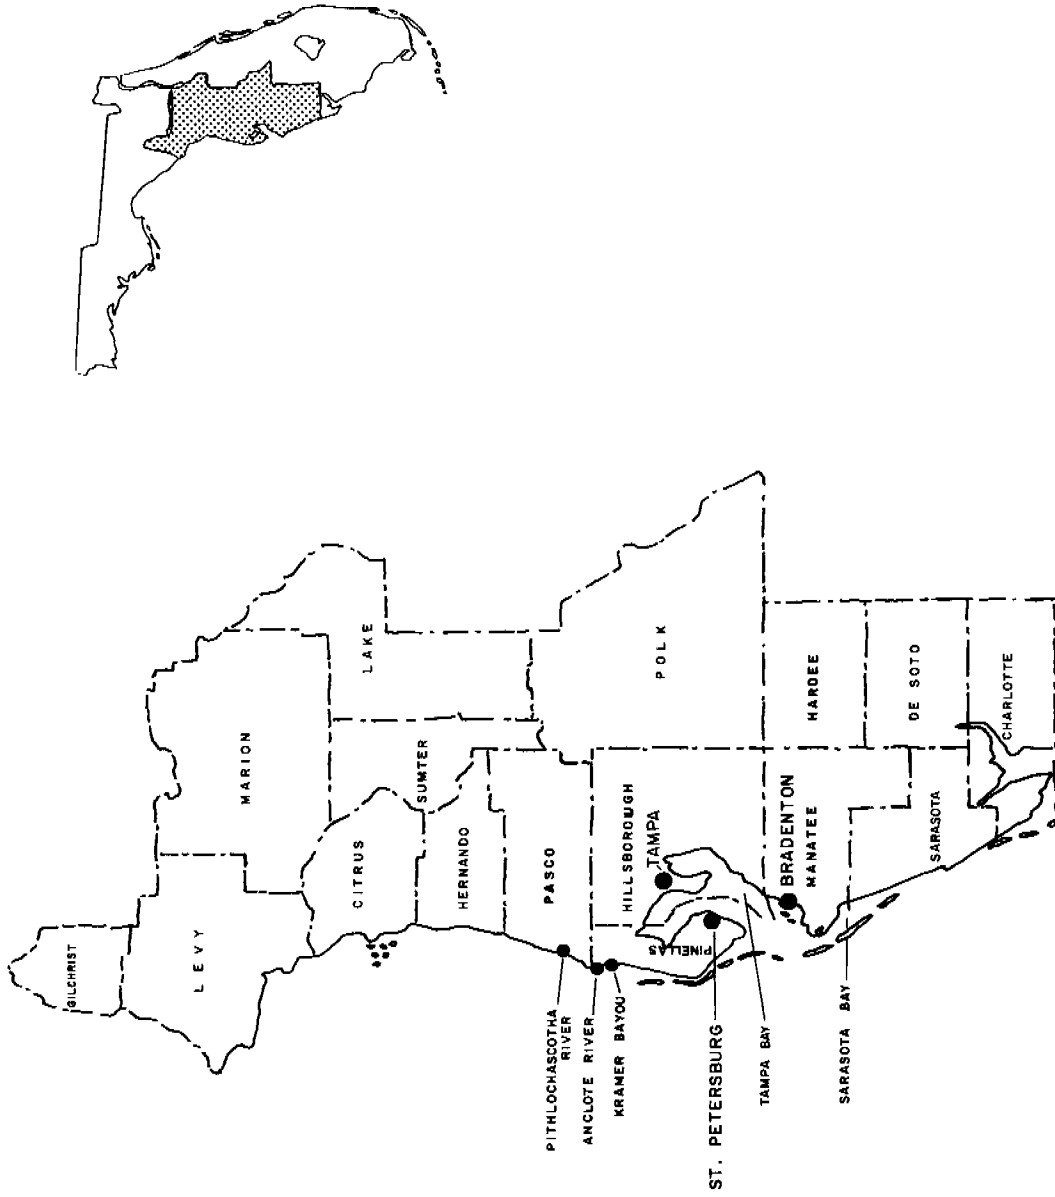 GILCHRIST
LEVY
MARION
LAKE
CITRUS
SUMTER
HERNANDO
PASCO
POLK
HILLSBOROUGH
TAMPA
PINELLAS
HARDEE
BRADENTON
MANATEE
DE SOTO
SARASOTA
CHARLOTTE
PITHLOCHASCOTHA
RIVER
ANCLOTE RIVER
KRAMER BAYOU
ST. PETERSBURG
TAMPA BAY
SARASOTA BAY